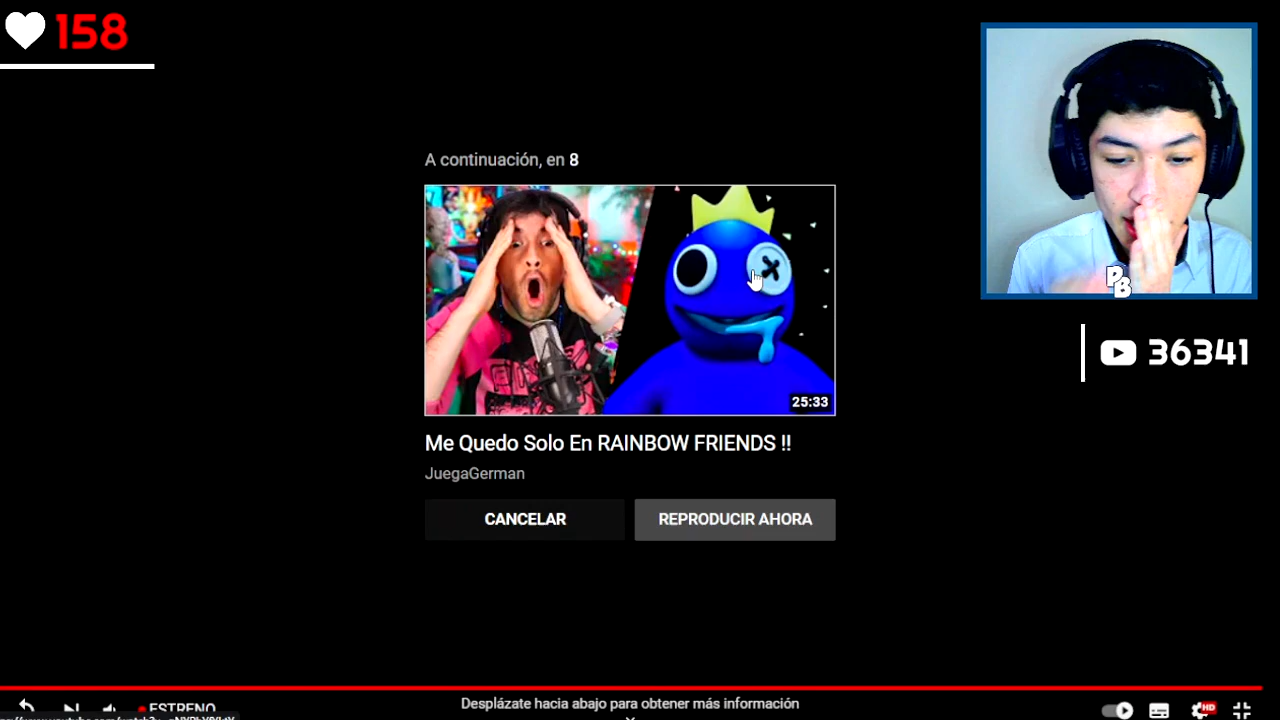 158
A continuación, en 8
25:33
Me Quedo Solo En RAINBOW FRIENDS !!
JuegaGerman
CANCELAR
REPRODUCIR AHORA
PB
36341
ESTRENO
Desplázate hacia abajo para obtener más información
HD